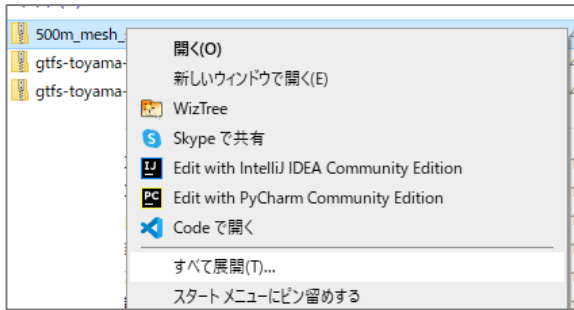 500m_mesh_
gtfs-toyama-
gtfs-toyama-
開く(O)
新しいウィンドウで開く(E)
WizTree
Skype で共有
Edit with IntelliJ IDEA Community Edition
Edit with PyCharm Community Edition
Code で開く
すべて展開(T)...
スタート メニューにピン留めする